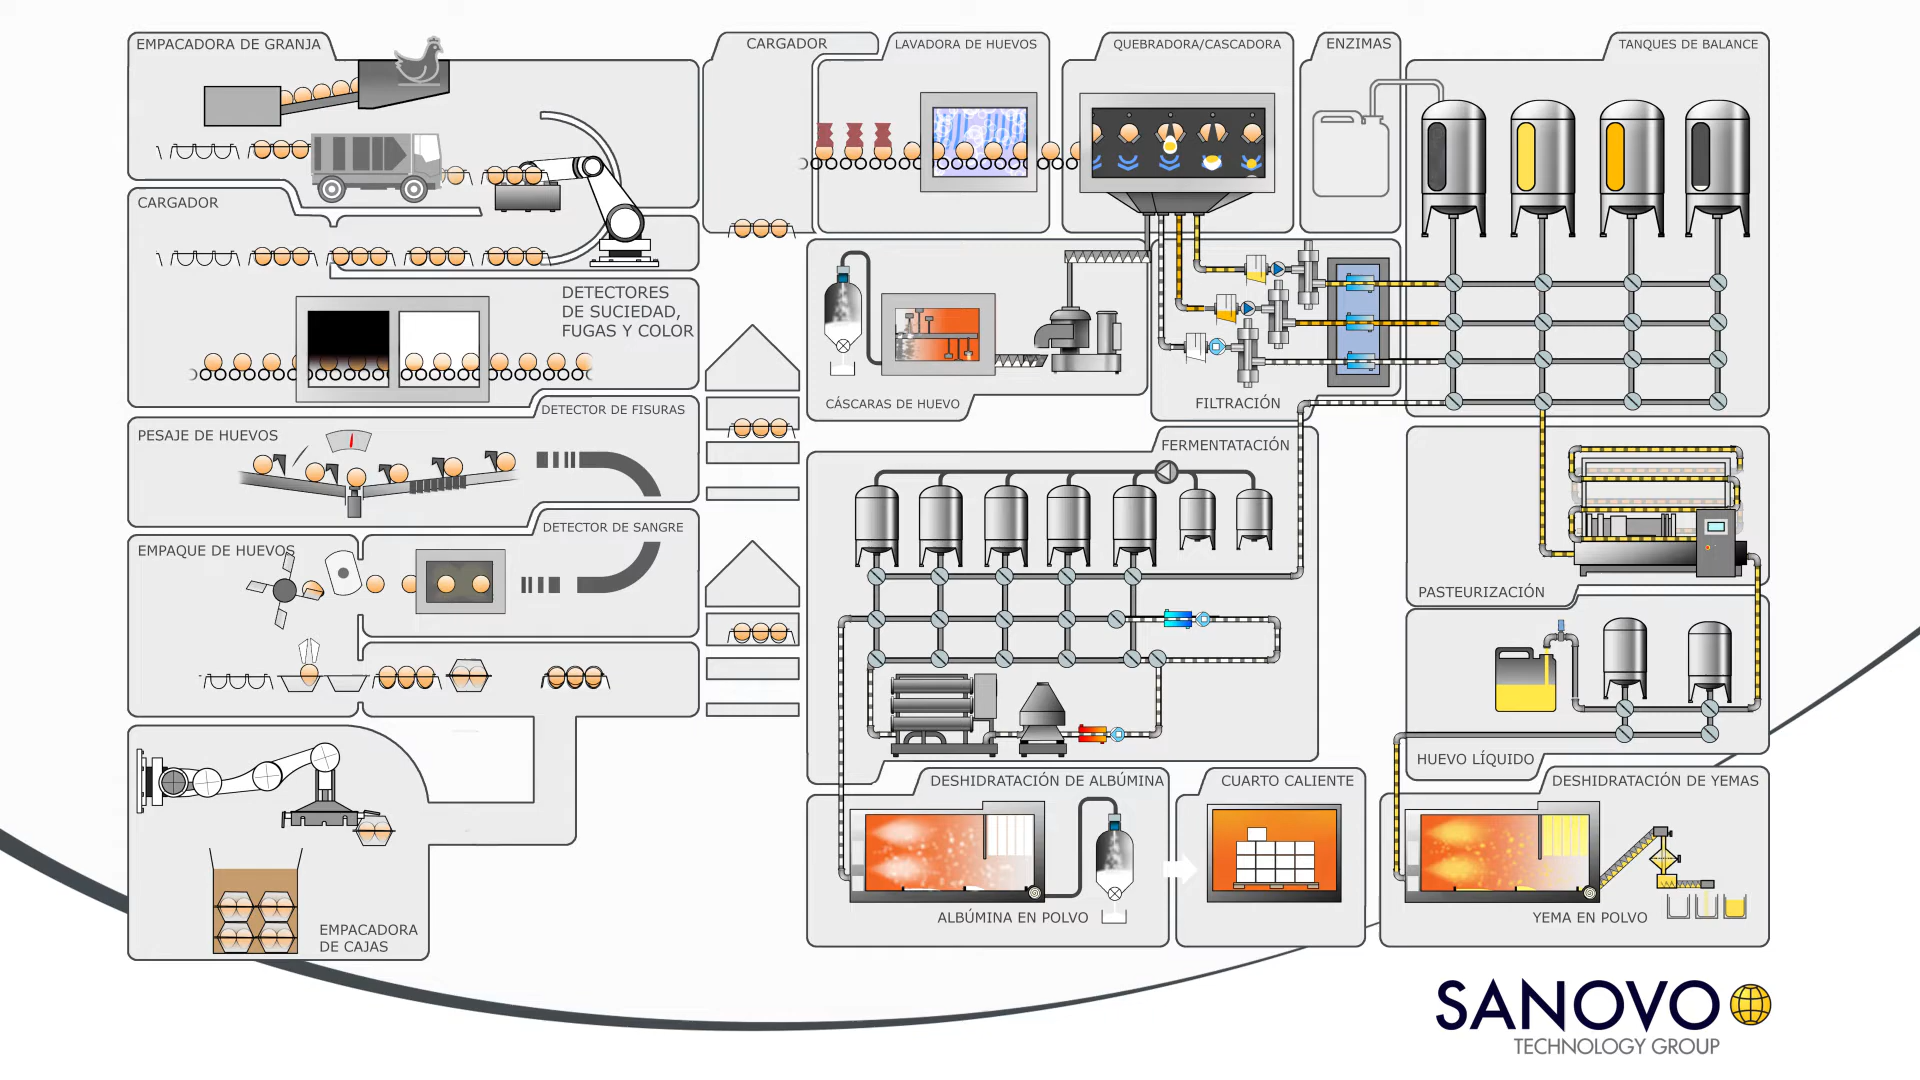 EMPACADORA DE GRANJA
CARGADOR
LAVADORA DE HUEVOS
QUEBRADORA/CASCADORA
ENZIMAS
TANQUES DE BALANCE
CARGADOR
DETECTORES
DE SUCIEDAD,
FUGAS Y COLOR
CÁSCARAS DE HUEVO
FILTRACIÓN
DETECTOR DE FISURAS
PESAJE DE HUEVOS
FERMENTATACIÓN
DETECTOR DE SANGRE
EMPAQUE DE HUEVOS
PASTEURIZACIÓN
HUEVO LÍQUIDO
DESHIDRATACIÓN DE ALBÚMINA
CUARTO CALIENTE
DESHIDRATACIÓN DE YEMAS
ALBÚMINA EN POLVO
YEMA EN POLVO
EMPACADORA
DE CAJAS
SANOVO
TECHNOLOGY GROUP